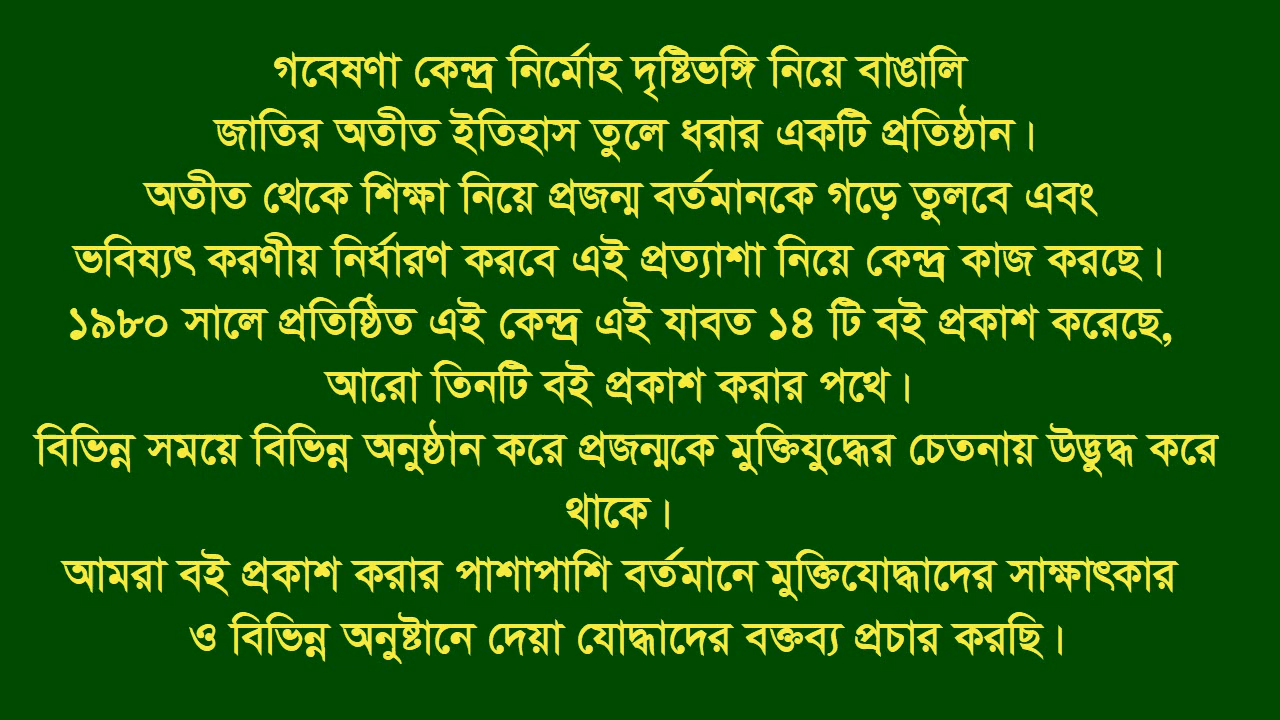 গবেষণা কেন্দ্র নির্মোহ দৃষ্টিভঙ্গি নিয়ে বাঙালি
জাতির অতীত ইতিহাস তুলে ধরার একটি প্রতিষ্ঠান।
অতীত থেকে শিক্ষা নিয়ে প্রজন্ম বর্তমানকে গড়ে তুলবে এবং
ভবিষ্যৎ করণীয় নির্ধারণ করবে এই প্রত্যাশা নিয়ে কেন্দ্র কাজ করছে।
১৯৮০ সালে প্রতিষ্ঠিত এই কেন্দ্র এই যাবত ১৪ টি বই প্রকাশ করেছে,
আরো তিনটি বই প্রকাশ করার পথে।
বিভিন্ন সময়ে বিভিন্ন অনুষ্ঠান করে প্রজন্মকে মুক্তিযুদ্ধের চেতনায় উদ্ভুদ্ধ করে
থাকে।
আমরা বই প্রকাশ করার পাশাপাশি বর্তমানে মুক্তিযোদ্ধাদের সাক্ষাৎকার
ও বিভিন্ন অনুষ্টানে দেয়া যোদ্ধাদের বক্তব্য প্রচার করছি।